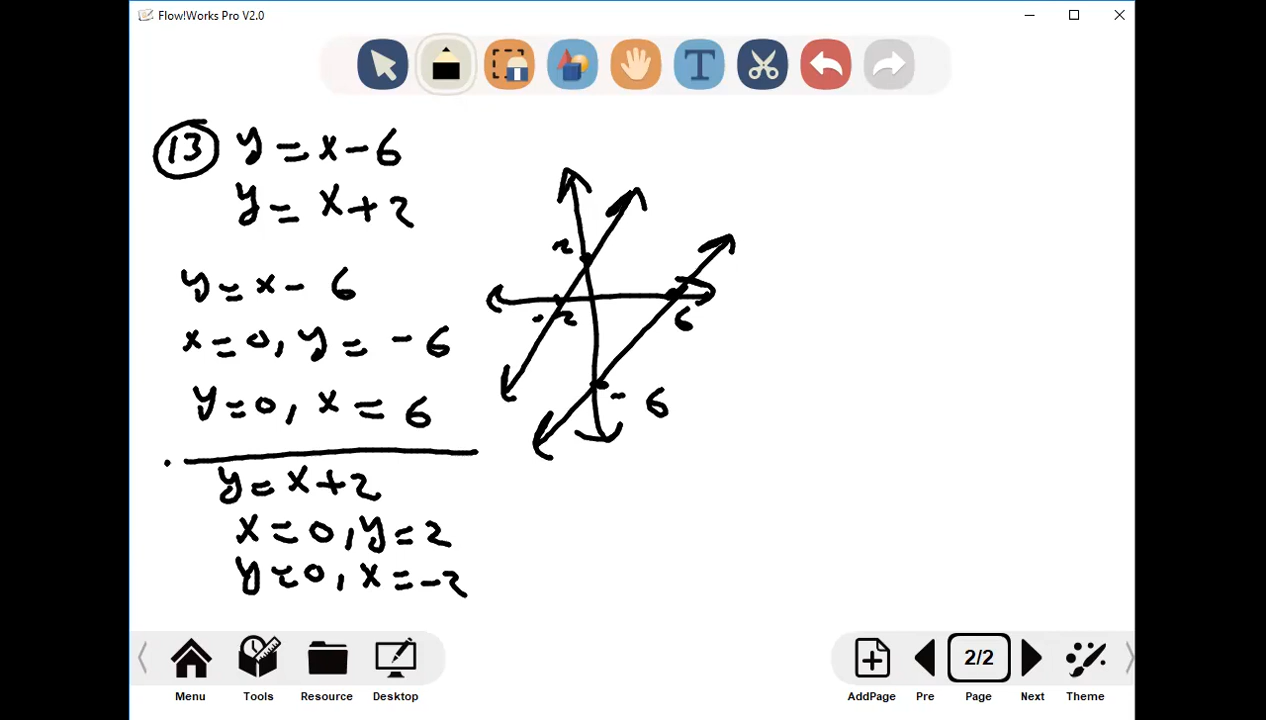 Flow!Works Pro V2.0
T
13 y = x - 6
y = x + 2
y = x - 6
x = 0, y = -6
y = 0, x = 6
y = x + 2
x = 0, y = 2
y = 0, x = -2
2
-2
6
-6
2/2
Menu Tools Resource Desktop AddPage Pre Page Next Theme